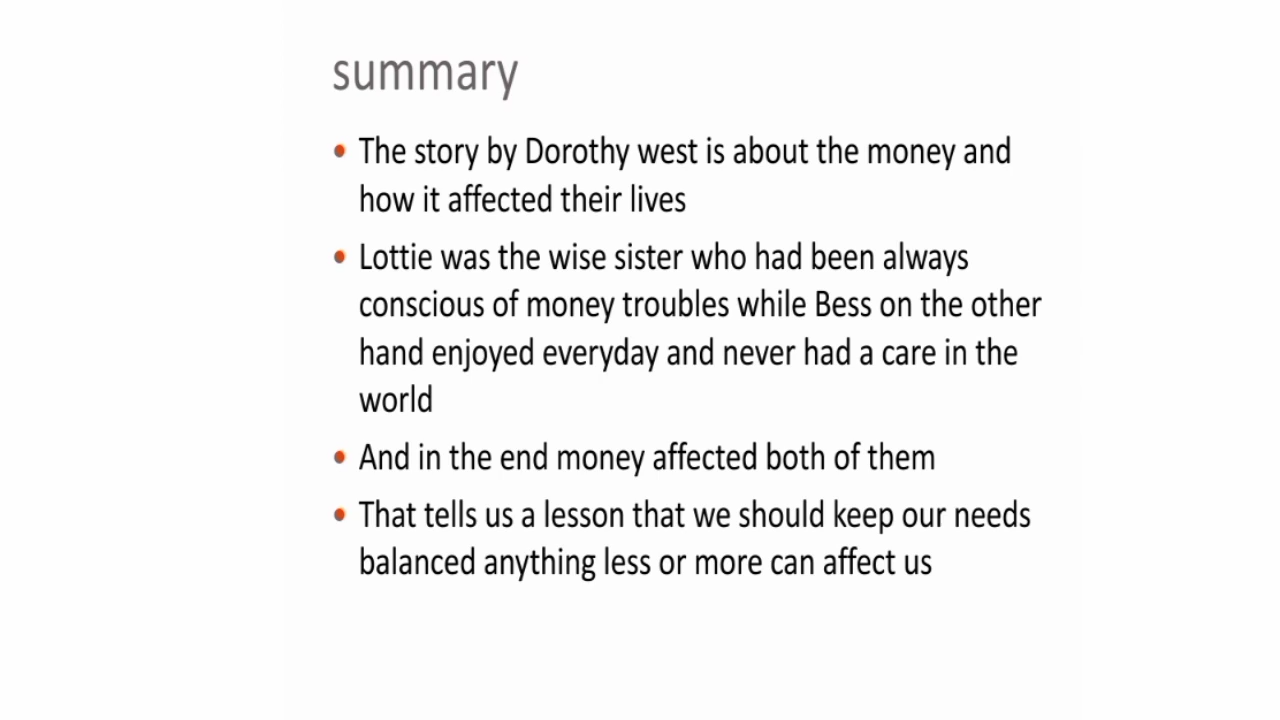 summary
• The story by Dorothy west is about the money and
how it affected their lives
• Lottie was the wise sister who had been always
conscious of money troubles while Bess on the other
hand enjoyed everyday and never had a care in the
world
• And in the end money affected both of them
• That tells us a lesson that we should keep our needs
balanced anything less or more can affect us